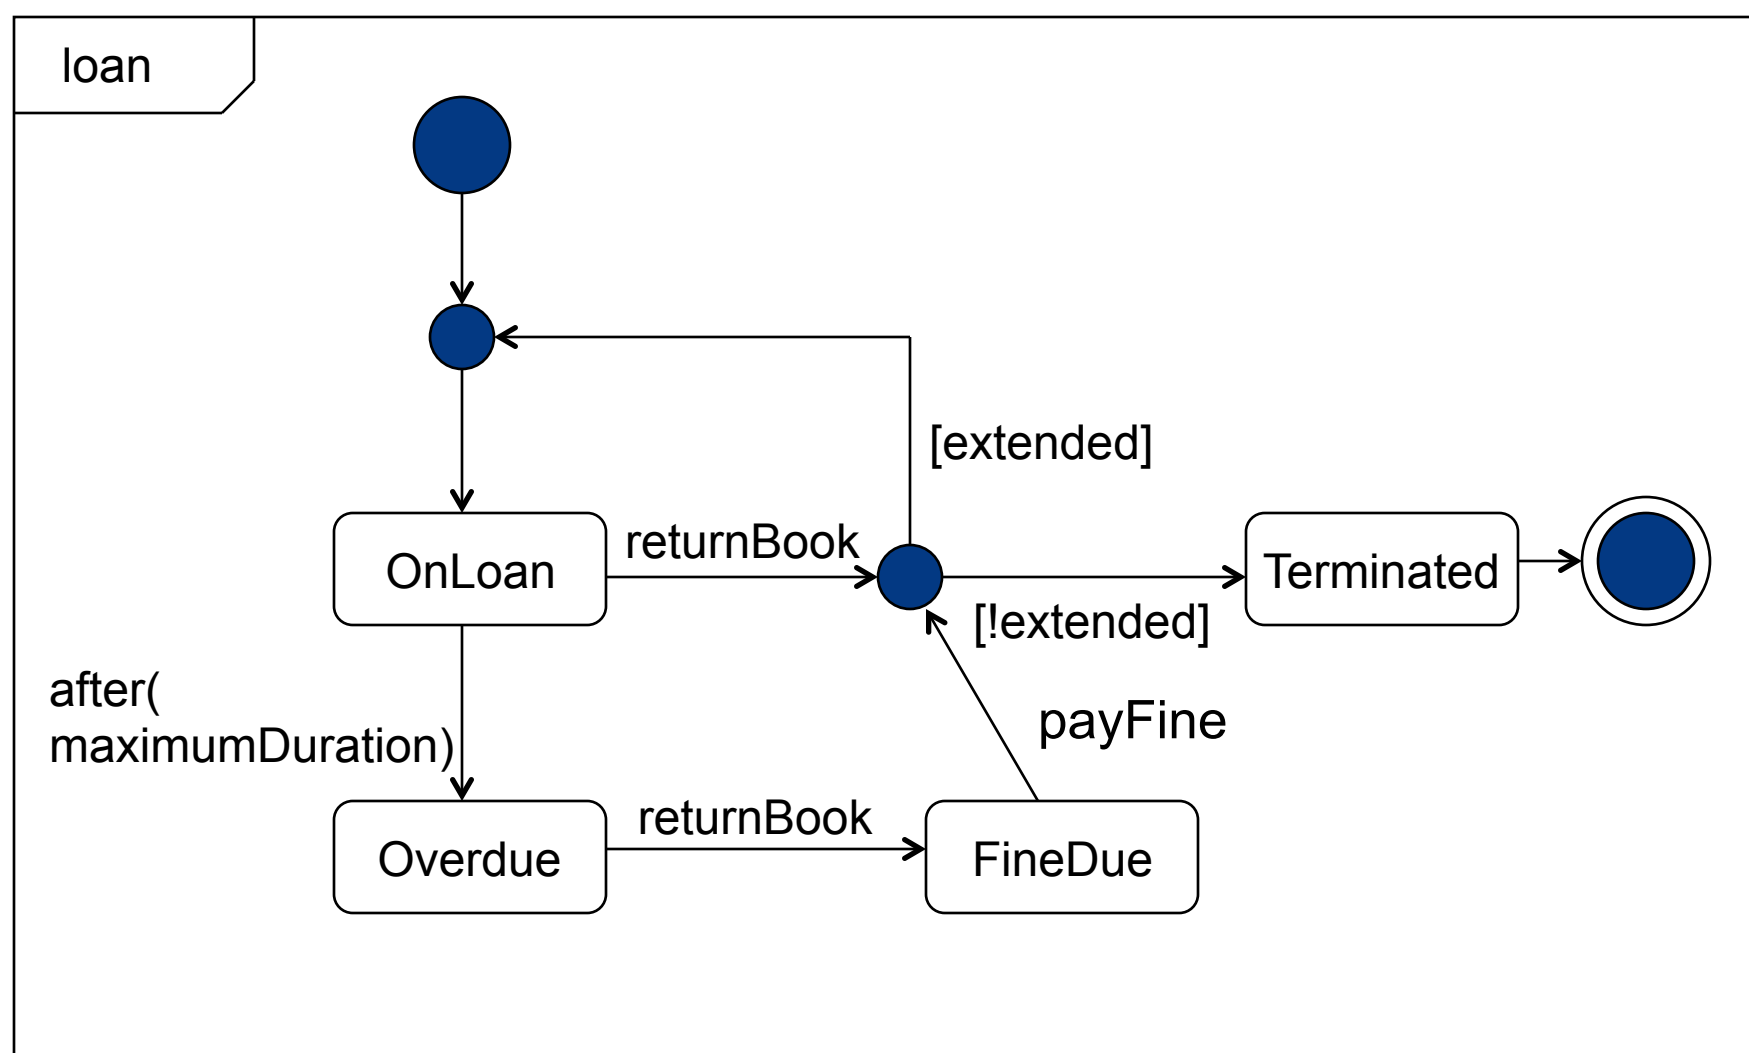 loan
[extended]
returnBook
OnLoan
Terminated
[!extended]
after(
maximumDuration)
payFine
returnBook
Overdue
FineDue